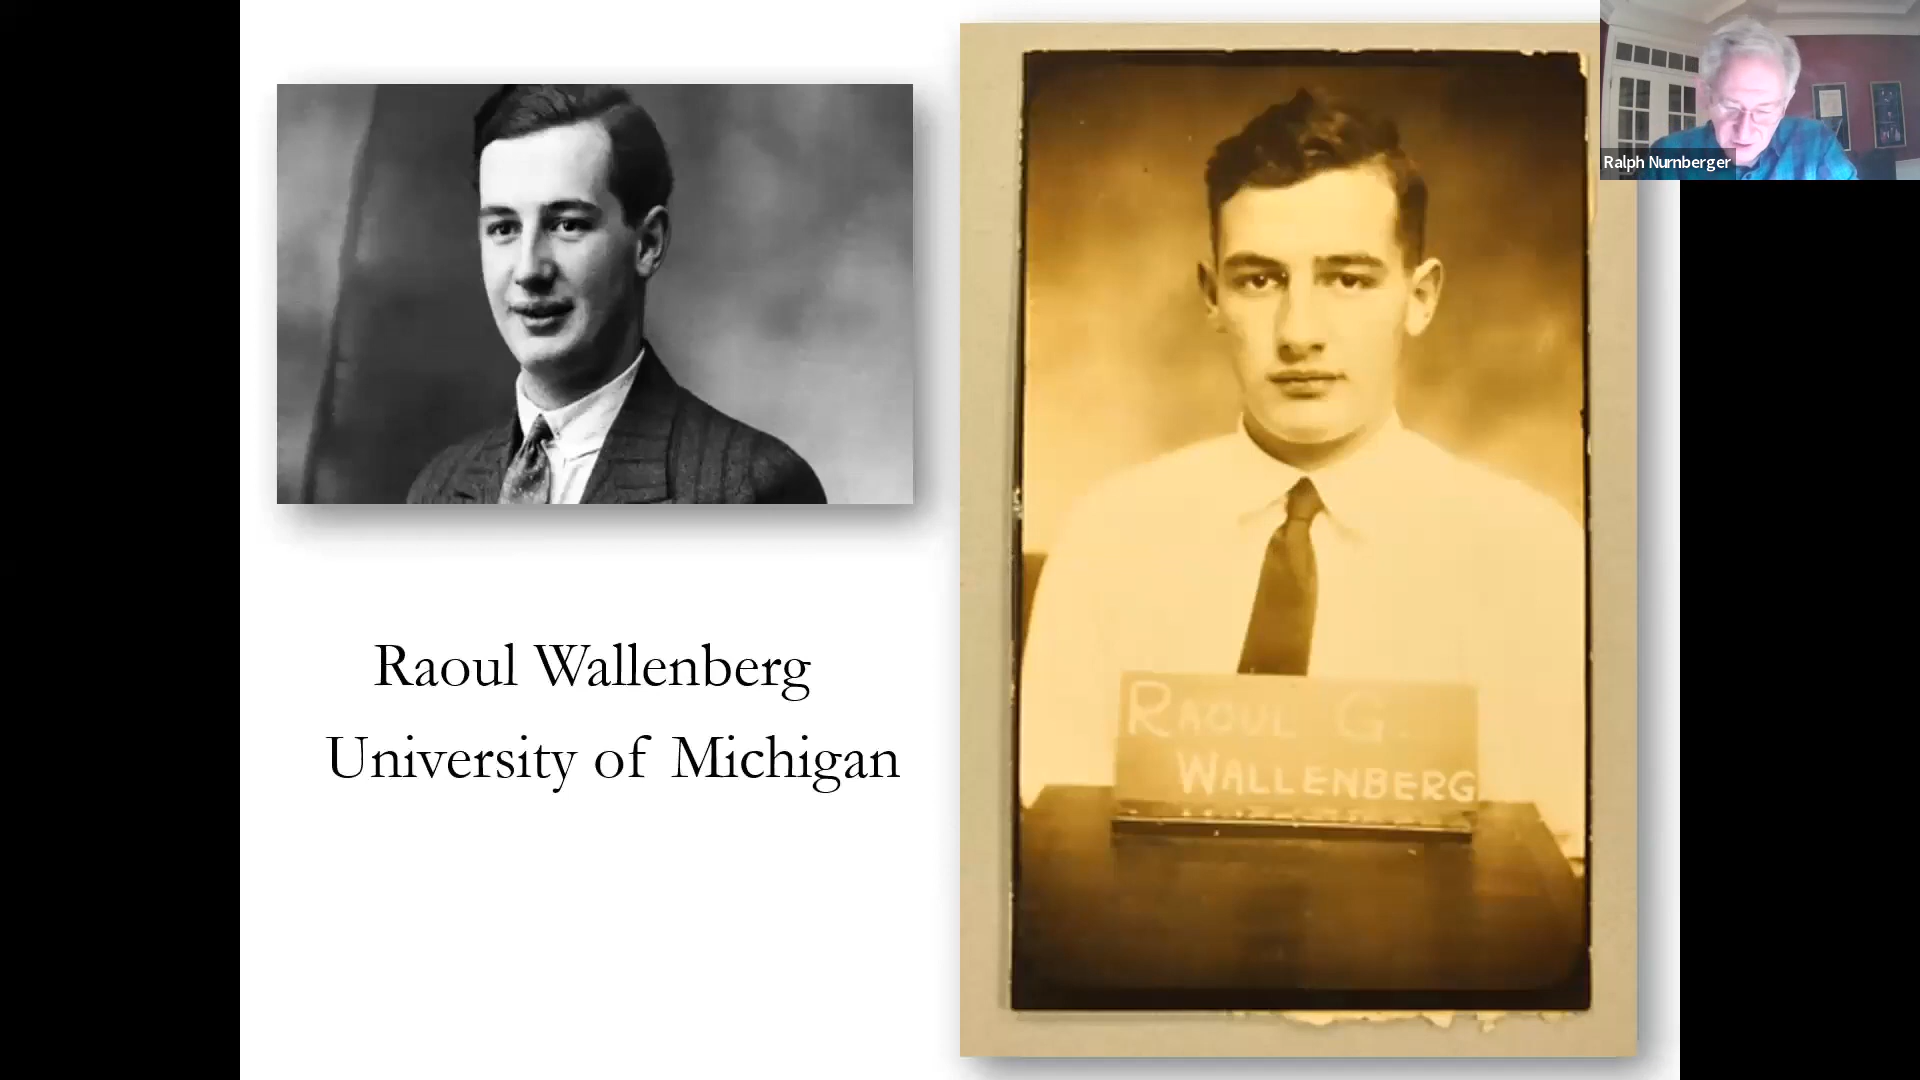 Raoul Wallenberg
University of Michigan
RAOUL G.
WALLENBERG
Ralph Nurnberger